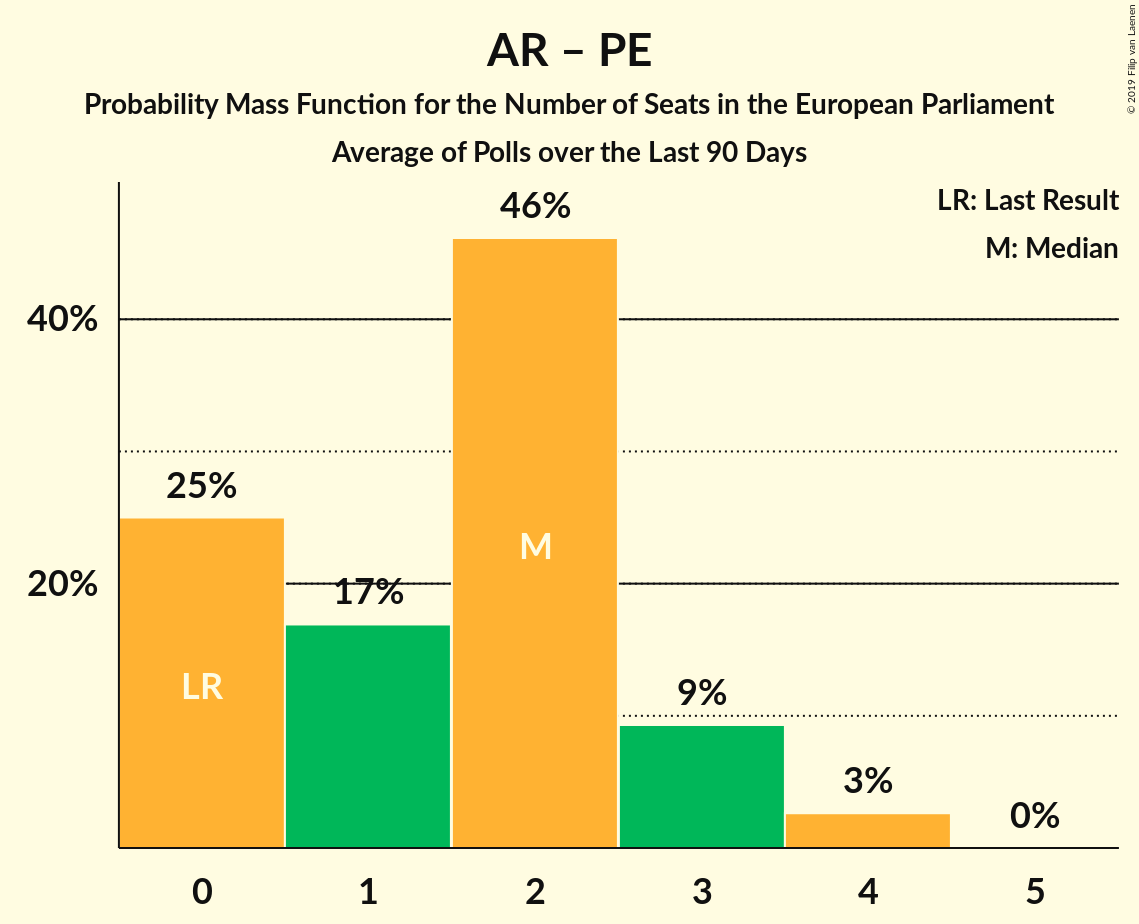 AR – PE
Probability Mass Function for the Number of Seats in the European Parliament
Average of Polls over the Last 90 Days
© 2019 Filip van Laenen
LR: Last Result
M: Median
46%
40%
25%
M
20%
17%
LR
9%
3%
0%
0 1 2 3 4 5